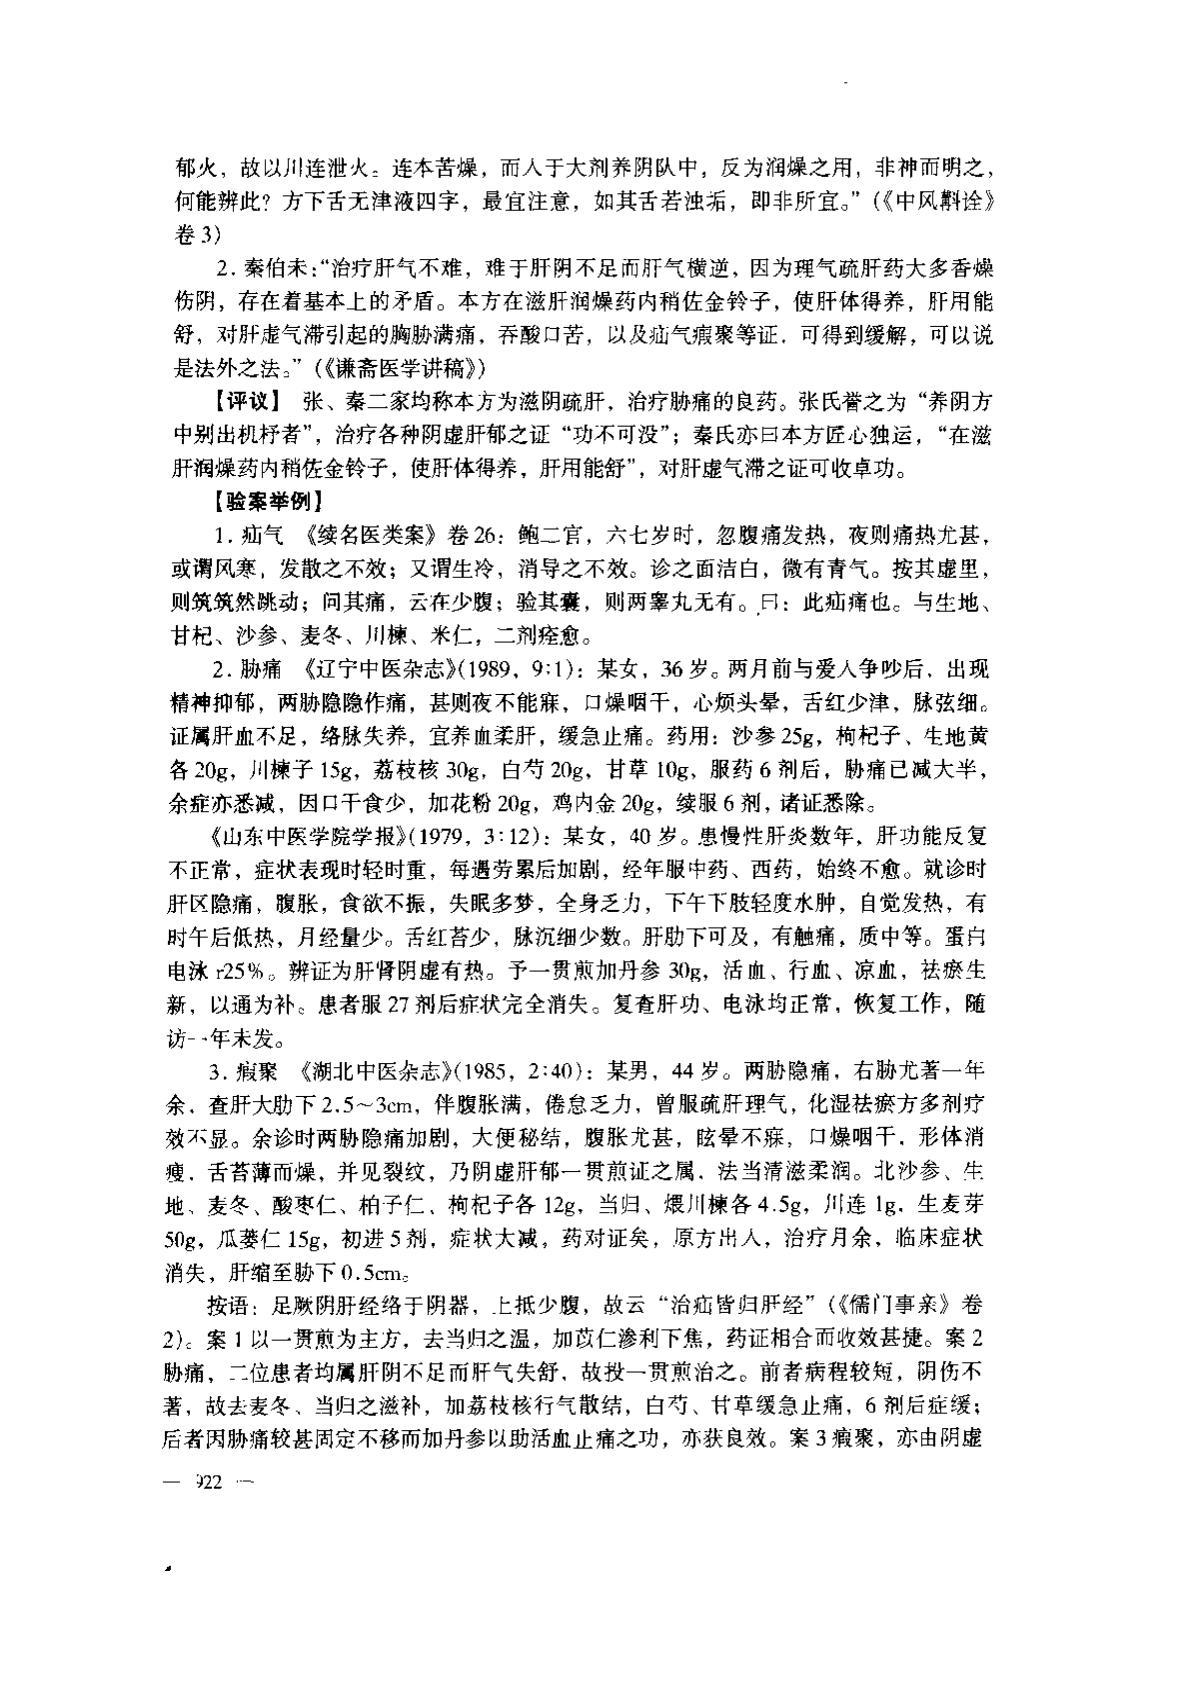 郁火，故以川连泄火。连本苦燥，而入于大剂养阴队中，反为润燥之用，非神而明之，
何能辨此？方下舌无津液四字，最宜注意，如其舌若浊垢，即非所宜。”（《中风斠诠》
卷3）
2. 秦伯未：“治疗肝气不难，难于肝阴不足而肝气横逆，因为理气疏肝药大多香燥
伤阴，存在着基本上的矛盾。本方在滋肝润燥药内稍佐金铃子，使肝体得养，肝用能
舒，对肝虚气滞引起的胸胁满痛，吞酸口苦，以及疝气瘕聚等证，可得到缓解，可以说
是法外之法。”（《谦斋医学讲稿》）
【评议】 张、秦二家均称本方为滋阴疏肝，治疗胁痛的良药。张氏誉之为“养阴方
中别出机杼者”，治疗各种阴虚肝郁之证“功不可没”；秦氏亦曰本方匠心独运，“在滋
肝润燥药内稍佐金铃子，使肝体得养，肝用能舒”，对肝虚气滞之证可收卓功。
【验案举例】
1. 疝气 《续名医类案》卷26：鲍二官，六七岁时，忽腹痛发热，夜则痛热尤甚，
或谓风寒，发散之不效；又谓生冷，消导之不效。诊之面洁白，微有青气。按其虚里，
则筑筑然跳动；问其痛，云在少腹；验其囊，则两睾丸无有。曰：此疝痛也。与生地、
甘杞、沙参、麦冬、川楝、米仁，二剂痊愈。
2. 胁痛 《辽宁中医杂志》(1989，9:1)：某女，36岁。两月前与爱人争吵后，出现
精神抑郁，两胁隐隐作痛，甚则夜不能寐，口燥咽干，心烦头晕，舌红少津，脉弦细。
证属肝血不足，络脉失养，宜养血柔肝，缓急止痛。药用：沙参25g，枸杞子、生地黄
各20g，川楝子15g，荔枝核30g，白芍20g，甘草10g，服药6剂后，胁痛已减大半，
余症亦悉减，因口干食少，加花粉20g，鸡内金20g，续服6剂，诸证悉除。
《山东中医学院学报》(1979，3:12)：某女，40岁。患慢性肝炎数年，肝功能反复
不正常，症状表现时轻时重，每遇劳累后加剧，经年服中药、西药，始终不愈。就诊时
肝区隐痛，腹胀，食欲不振，失眠多梦，全身乏力，下午下肢轻度水肿，自觉发热，有
时午后低热，月经量少。舌红苔少，脉沉细少数。肝肋下可及，有触痛，质中等。蛋白
电泳 r25%。辨证为肝肾阴虚有热。予一贯煎加丹参30g，活血、行血、凉血，祛瘀生
新，以通为补。患者服27剂后症状完全消失。复查肝功、电泳均正常，恢复工作，随
访一年未发。
3. 瘕聚 《湖北中医杂志》(1985，2:40)：某男，44岁。两胁隐痛，右胁尤著一年
余，查肝大肋下2.5～3cm，伴腹胀满，倦怠乏力，曾服疏肝理气，化湿祛瘀方多剂疗
效不显。余诊时两胁隐痛加剧，大便秘结，腹胀尤甚，眩晕不寐，口燥咽干，形体消
瘦，舌苔薄而燥，并见裂纹，乃阴虚肝郁一贯煎证之属，法当清滋柔润。北沙参、生
地、麦冬、酸枣仁、柏子仁、枸杞子各12g，当归、煨川楝各4.5g，川连1g，生麦芽
50g，瓜蒌仁15g，初进5剂，症状大减，药对证矣，原方出入，治疗月余，临床症状
消失，肝缩至胁下0.5cm。
按语：足厥阴肝经络于阴器，上抵少腹，故云“治疝皆归肝经”（《儒门事亲》卷
2）。案1以一贯煎为主方，去当归之温，加苡仁渗利下焦，药证相合而收效甚捷。案2
胁痛，二位患者均属肝阴不足而肝气失舒，故投一贯煎治之。前者病程较短，阴伤不
著，故去麦冬、当归之滋补，加荔枝核行气散结，白芍、甘草缓急止痛，6剂后症缓；
后者因胁痛较甚固定不移而加丹参以助活血止痛之功，亦获良效。案3瘕聚，亦由阴虚
— 922 —